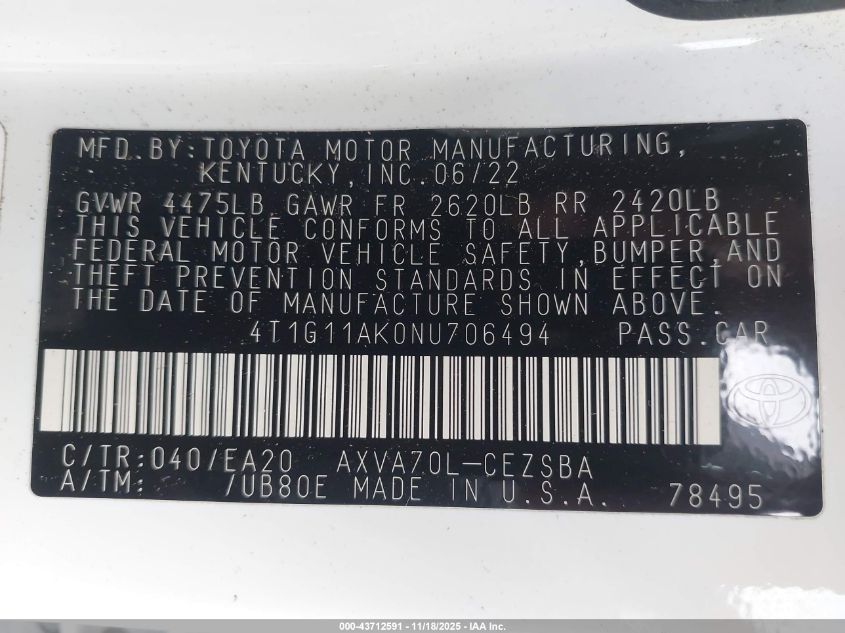 MFD.BY:TOYOTA MOTOR MANUFACTURING,
KENTUCKY,INC.06/22
GVWR 4475LB GAWR FR 2620LB RR 2420LB
THIS VEHICLE CONFORMS TO ALL APPLICABLE
FEDERAL MOTOR VEHICLE SAFETY,BUMPER,AND
THEFT PREVENTION STANDARDS IN EFFECT ON
THE DATE OF MANUFACTURE SHOWN ABOVE.
4T1G11AK0NU706494 PASS.CAR
C/TR:040/EA20 AXVA70L-CEZSBA
A/TM: /UB80E MADE IN U.S.A. 78495
000-43712591 - 11/18/2025 - IAA Inc.